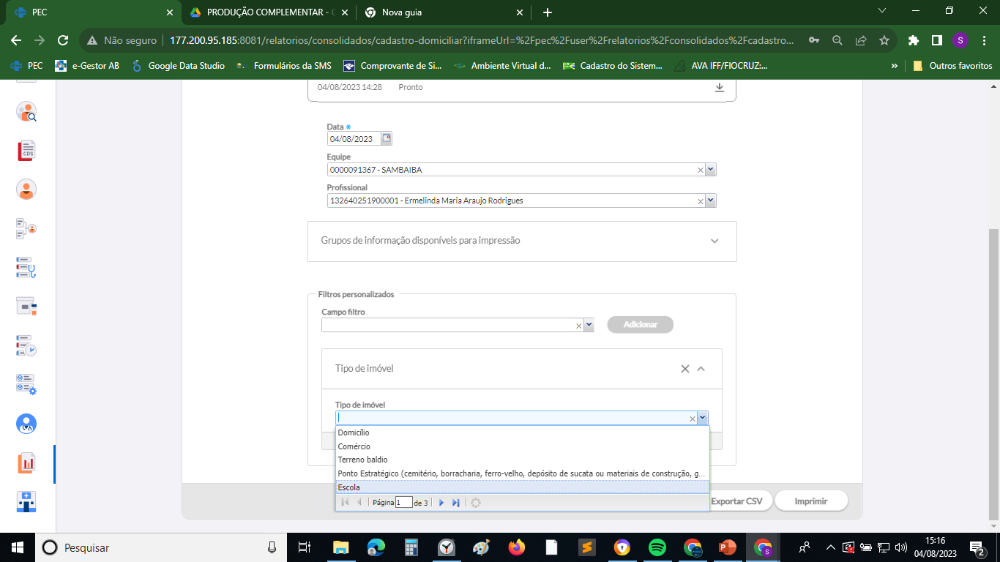 PEC
PRODUÇÃO COMPLEMENTAR - G
Nova guia
Não seguro
177.200.95.185:8081/relatorios/consolidados/cadastro-domiciliar?iframeUrl=%2Fpec%2Fuser%2Frelatorios%2Fconsolidados%2Fcadastro...
PEC
e-Gestor AB
Google Data Studio
Formulários da SMS
Comprovante de Si...
Ambiente Virtual d...
Cadastro do Sistem...
AVA IFF/FIOCRUZ:...
»
Outros favoritos
S
04/08/2023 14:28 Pronto
CDS
Data *
04/08/2023
Equipe
0000091367 - SAMBAIBA
Profissional
132640251900001 - Ermelinda Maria Araujo Rodrigues
Grupos de informação disponíveis para impressão
Filtros personalizados
Campo filtro
Adicionar
Tipo de imóvel
Tipo de imóvel
Domicílio
Comércio
Terreno baldio
Ponto Estratégico (cemitério, borracharia, ferro-velho, depósito de sucata ou materiais de construção, g...
Escola
Página 1 de 3
Exportar CSV
Imprimir
Pesquisar
15:16
04/08/2023
2